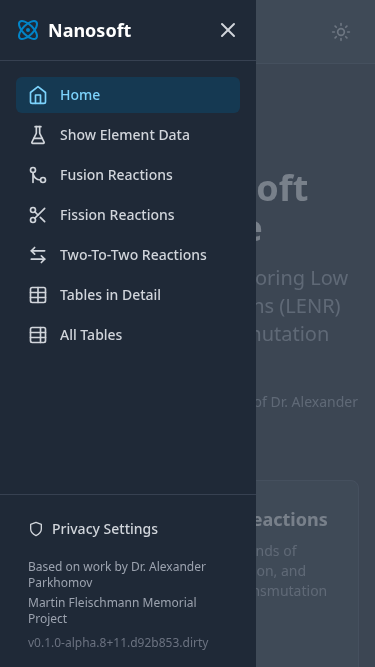 Nanosoft
Home
Show Element Data
Fusion Reactions
Fission Reactions
Two-To-Two Reactions
Tables in Detail
All Tables
Privacy Settings
Based on work by Dr. Alexander
Parkhomov
Martin Fleischmann Memorial
Project
v0.1.0-alpha.8+11.d92b853.dirty
oft
e
oring Low
ns (LENR)
mutation
of Dr. Alexander
eactions
nds of
on, and
nsmutation